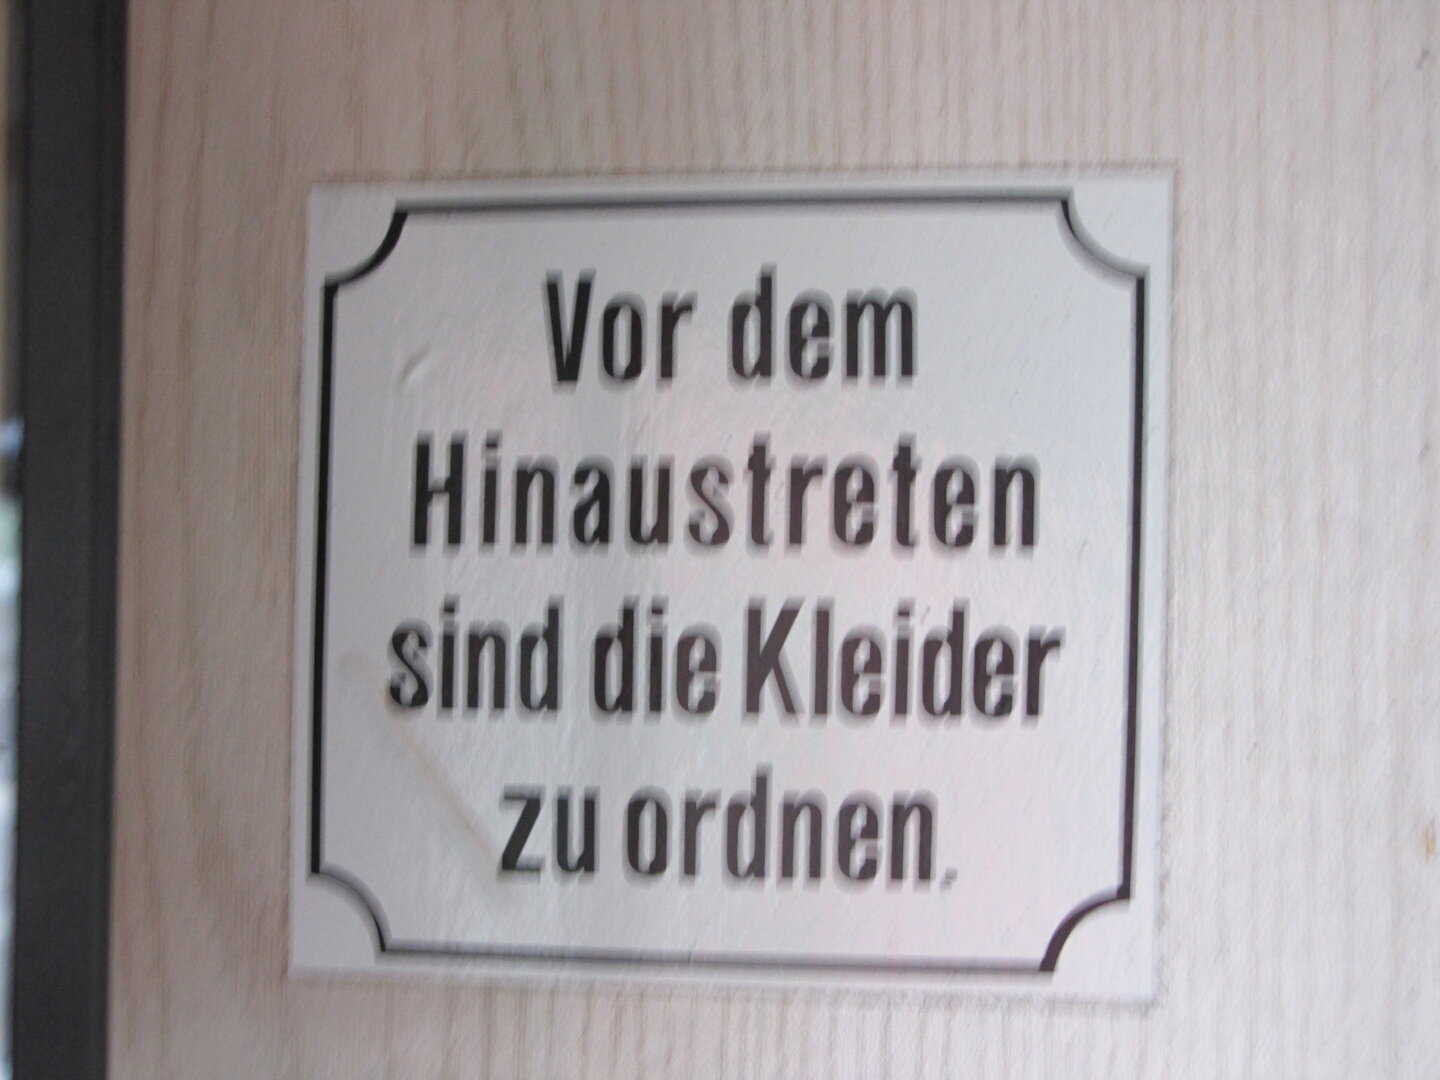 Vor dem
Hinaustreten
sind die Kleider
zu ordnen.